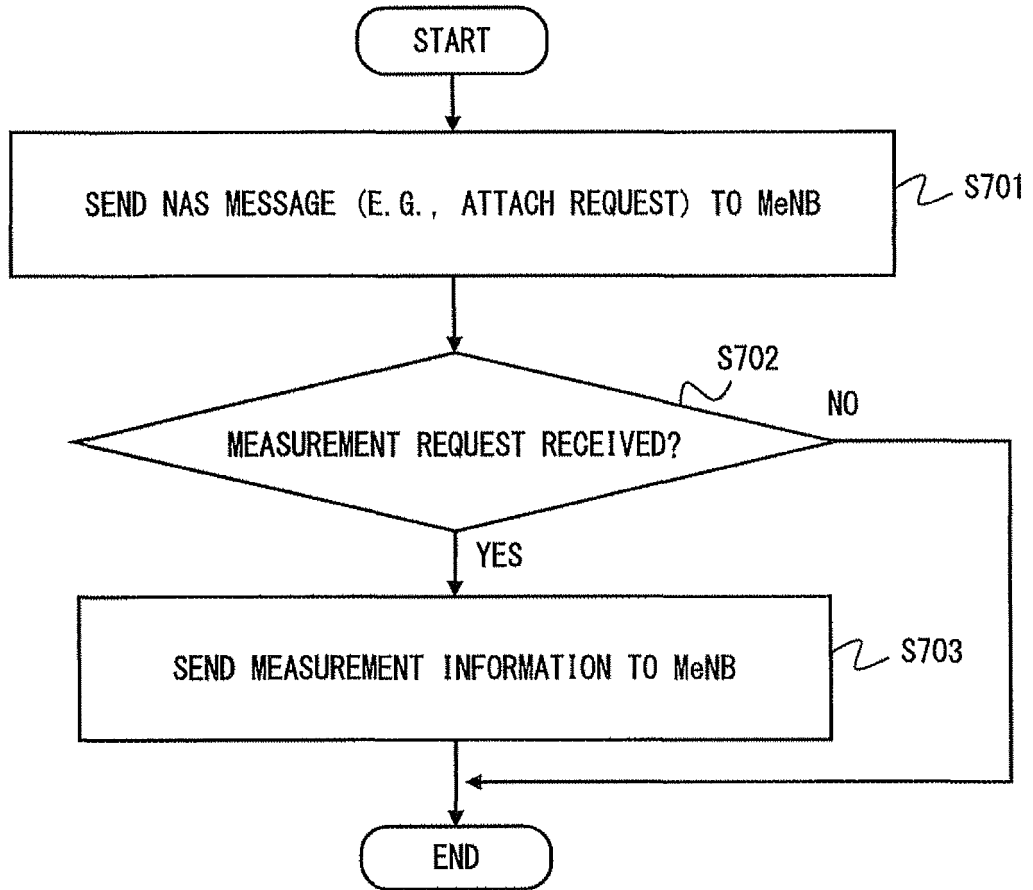 START
SEND NAS MESSAGE (E.G., ATTACH REQUEST) TO MeNB
S701
S702
NO
MEASUREMENT REQUEST RECEIVED?
YES
SEND MEASUREMENT INFORMATION TO MeNB
S703
END